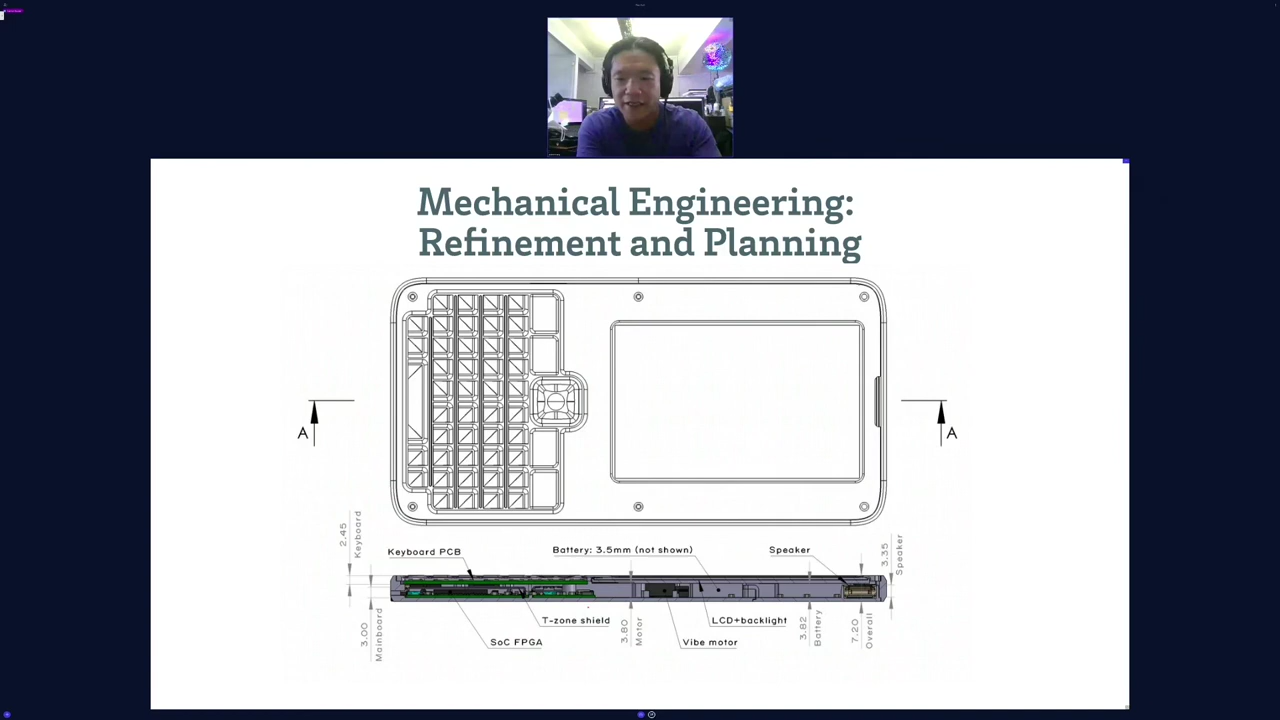 Mechanical Engineering:
Refinement and Planning
A
A
2.45
Keyboard
Keyboard PCB
Battery: 3.5mm (not shown)
Speaker
3.35
Speaker
3.00
Mainboard
SoC FPGA
T-zone shield
3.80
Motor
Vibe motor
LCD+backlight
3.82
Battery
7.20
Overall